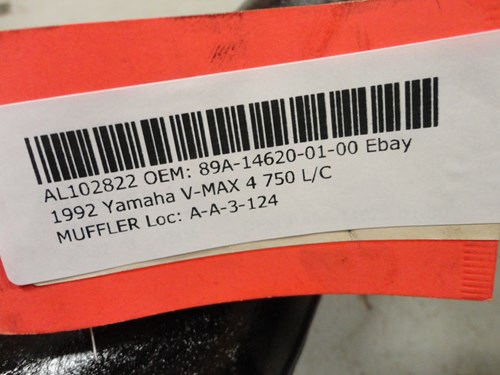 AL102822 OEM: 89A-14620-01-00 Ebay
1992 Yamaha V-MAX 4 750 L/C
MUFFLER Loc: A-A-3-124